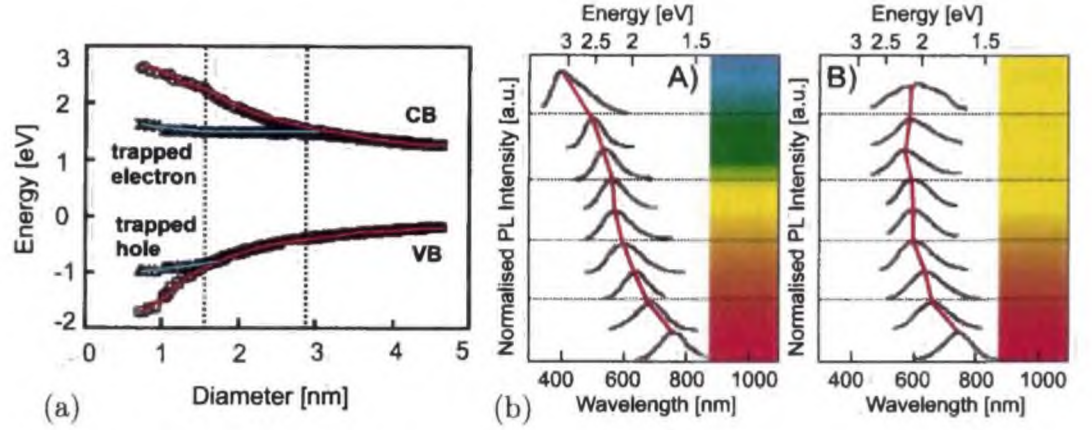 3
2
1
0
-1
-2
Energy [eV]
CB
trapped
electron
trapped
hole
VB
0 1 2 3 4 5
Diameter [nm]
(a)
Energy [eV]
3 2.5 2 1.5
A)
Normalised PL Intensity [a.u.]
400 600 800 1000
Wavelength [nm]
(b)
Energy [eV]
3 2.5 2 1.5
B)
Normalised PL Intensity [a.u.]
400 600 800 1000
Wavelength [nm]